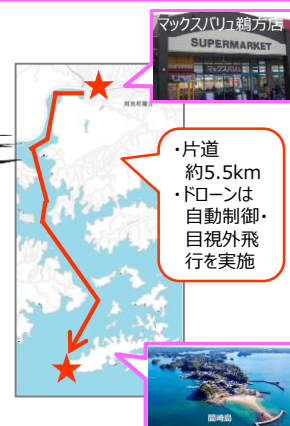 マックスバリュ鵜方店
SUPERMARKET
・片道
約5.5km
・ドローンは
自動制御・
目視外飛
行を実施
間崎島